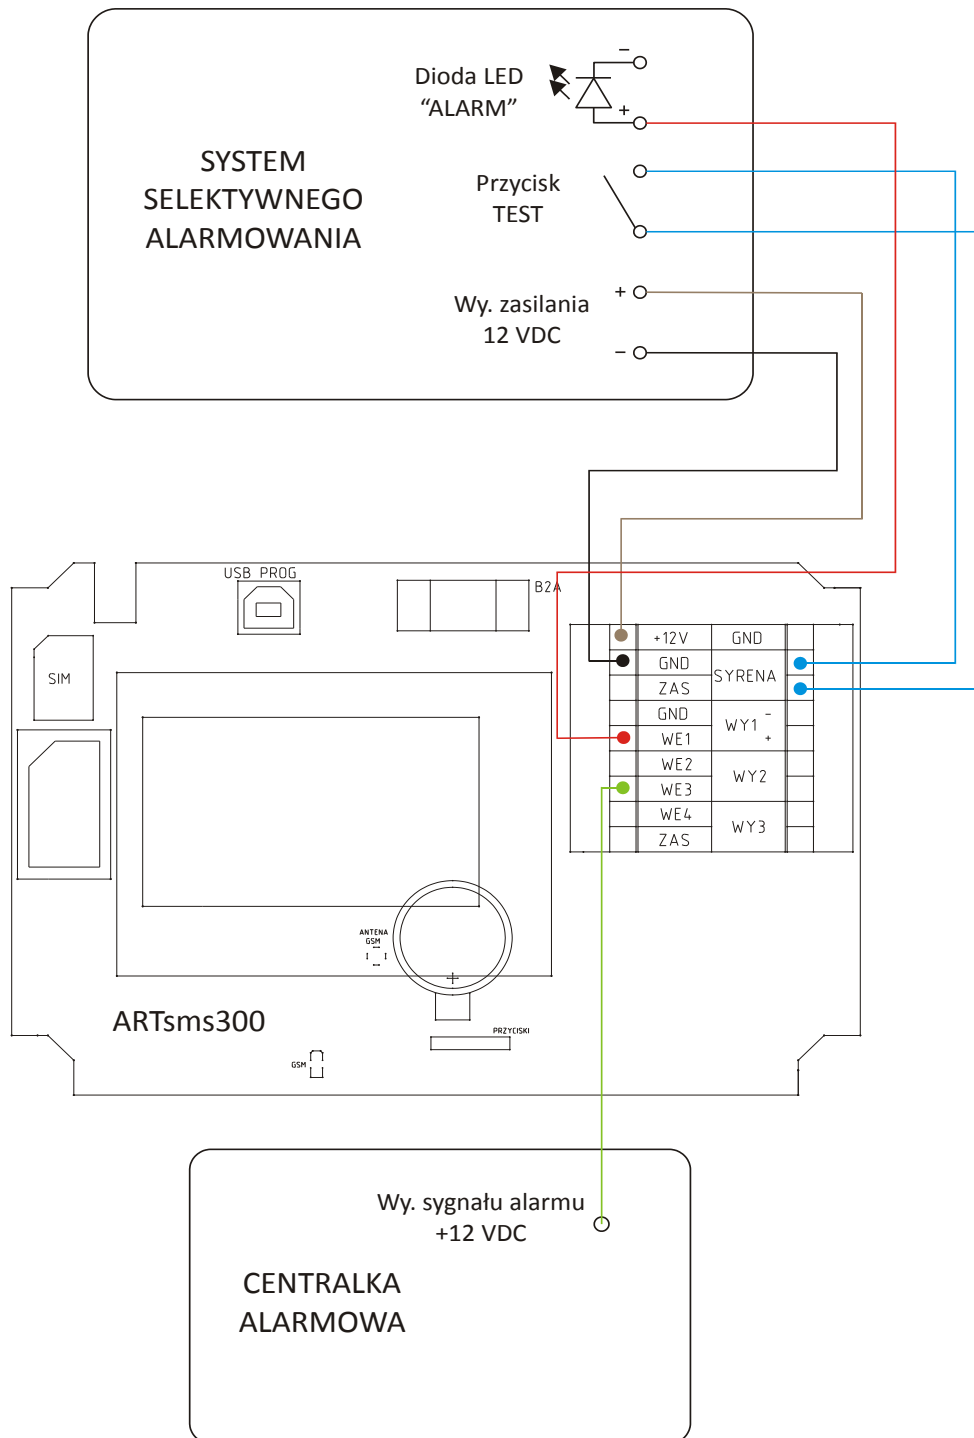 Dioda LED
“ALARM”
−
+
SYSTEM
SELEKTYWNEGO
ALARMOWANIA
Przycisk
TEST
Wy. zasilania
12 VDC
+
−
USB PROG
B2A
SIM
+12V
GND
GND
SYRENA
ZAS
GND
WY1 -
+
WE1
WE2
WY2
WE3
WE4
WY3
ZAS
ANTENA
GSM
ARTsms300
PRZYCISKI
GSM
Wy. sygnału alarmu
+12 VDC
CENTRALKA
ALARMOWA